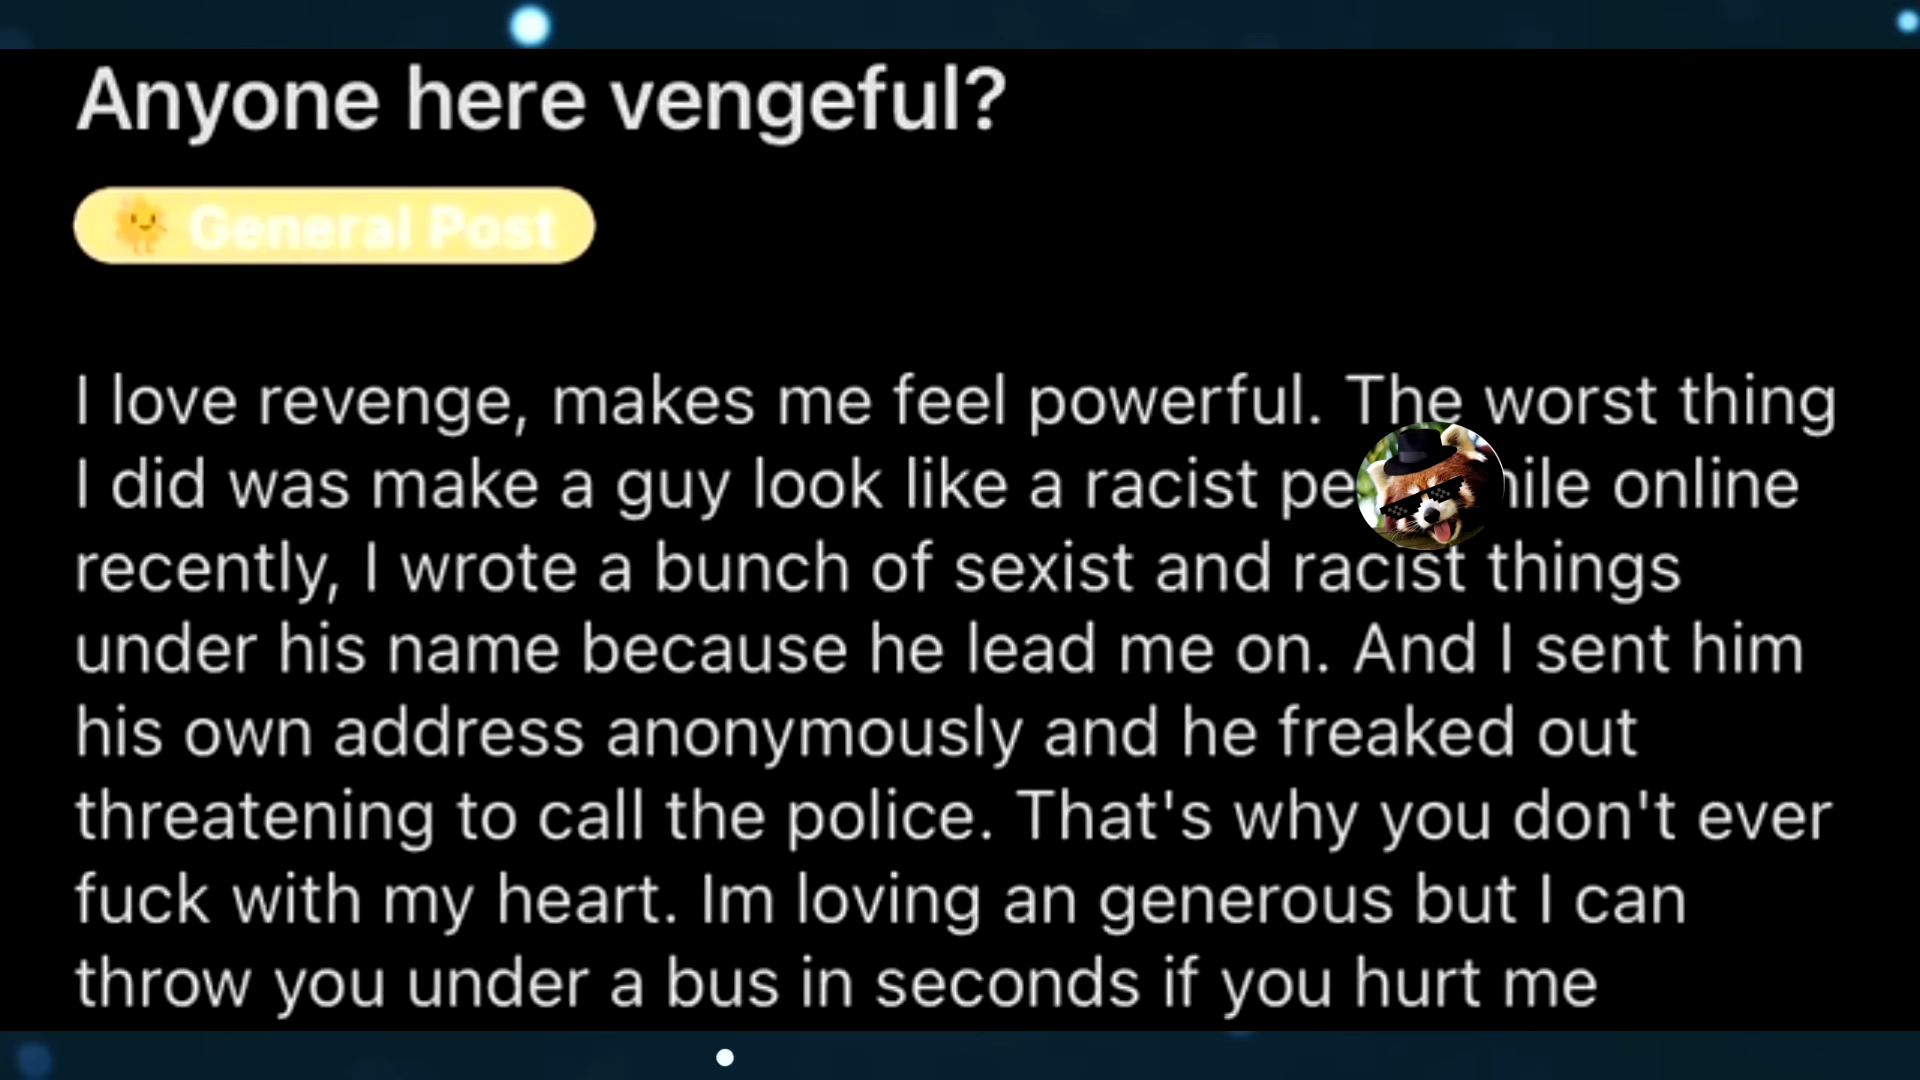 Anyone here vengeful?
General Post
I love revenge, makes me feel powerful. The worst thing
I did was make a guy look like a racist online
recently, I wrote a bunch of sexist and racist things
under his name because he lead me on. And I sent him
his own address anonymously and he freaked out
threatening to call the police. That's why you don't ever
fuck with my heart. Im loving an generous but I can
throw you under a bus in seconds if you hurt me